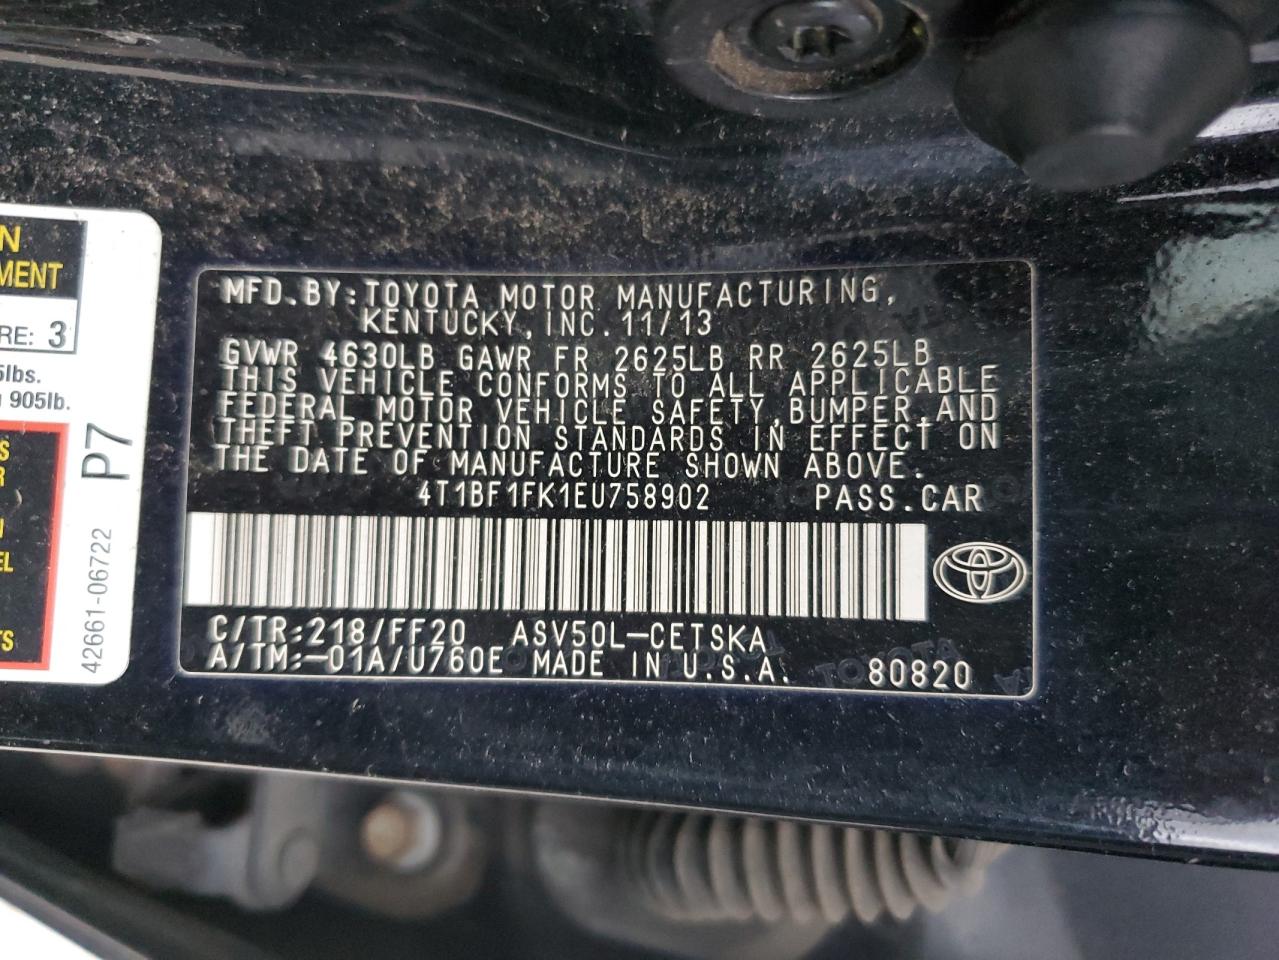 N
MENT
RE: 3
5lbs.
905lb.
S
R
T
N
EL
TS
P7
42661-06722
MFD.BY:TOYOTA MOTOR MANUFACTURING,
KENTUCKY,INC.11/13
GVWR 4630LB GAWR FR 2625LB RR 2625LB
THIS VEHICLE CONFORMS TO ALL APPLICABLE
FEDERAL MOTOR VEHICLE SAFETY,BUMPER,AND
THEFT PREVENTION STANDARDS IN EFFECT ON
THE DATE OF MANUFACTURE SHOWN ABOVE.
4T1BF1FK1EU758902 PASS.CAR
C/TR:218/FF20 ASV50L-CETSKA
A/TM:-01A/U760E MADE IN U.S.A. 80820
TOYOTA